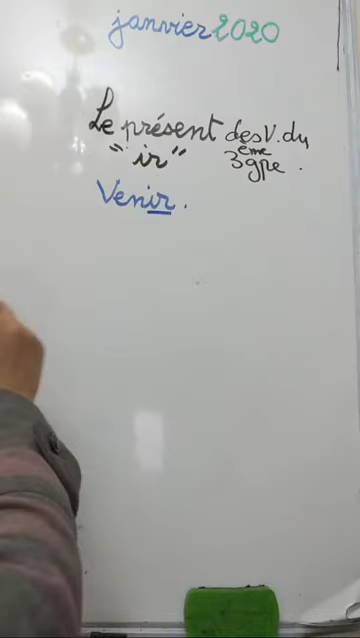 janvier 2020
Le présent des V. du
"ir" 3ème gpe.
Venir.